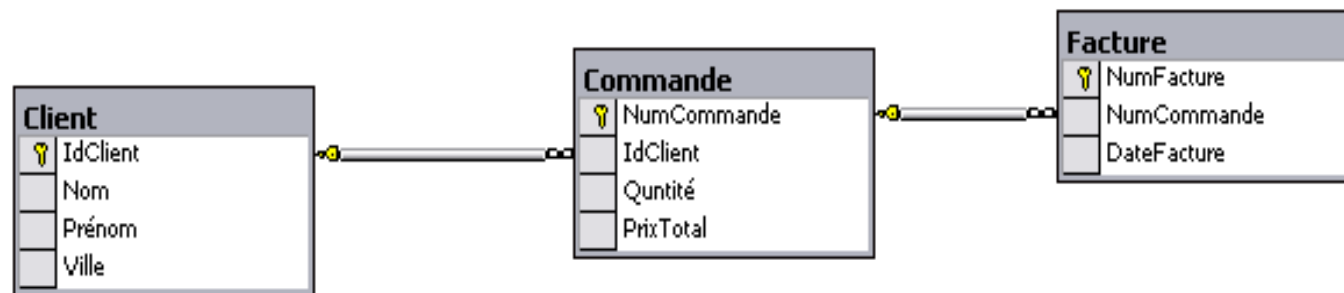 Client
IdClient
Nom
Prénom
Ville
Commande
NumCommande
IdClient
Quntité
PrixTotal
Facture
NumFacture
NumCommande
DateFacture